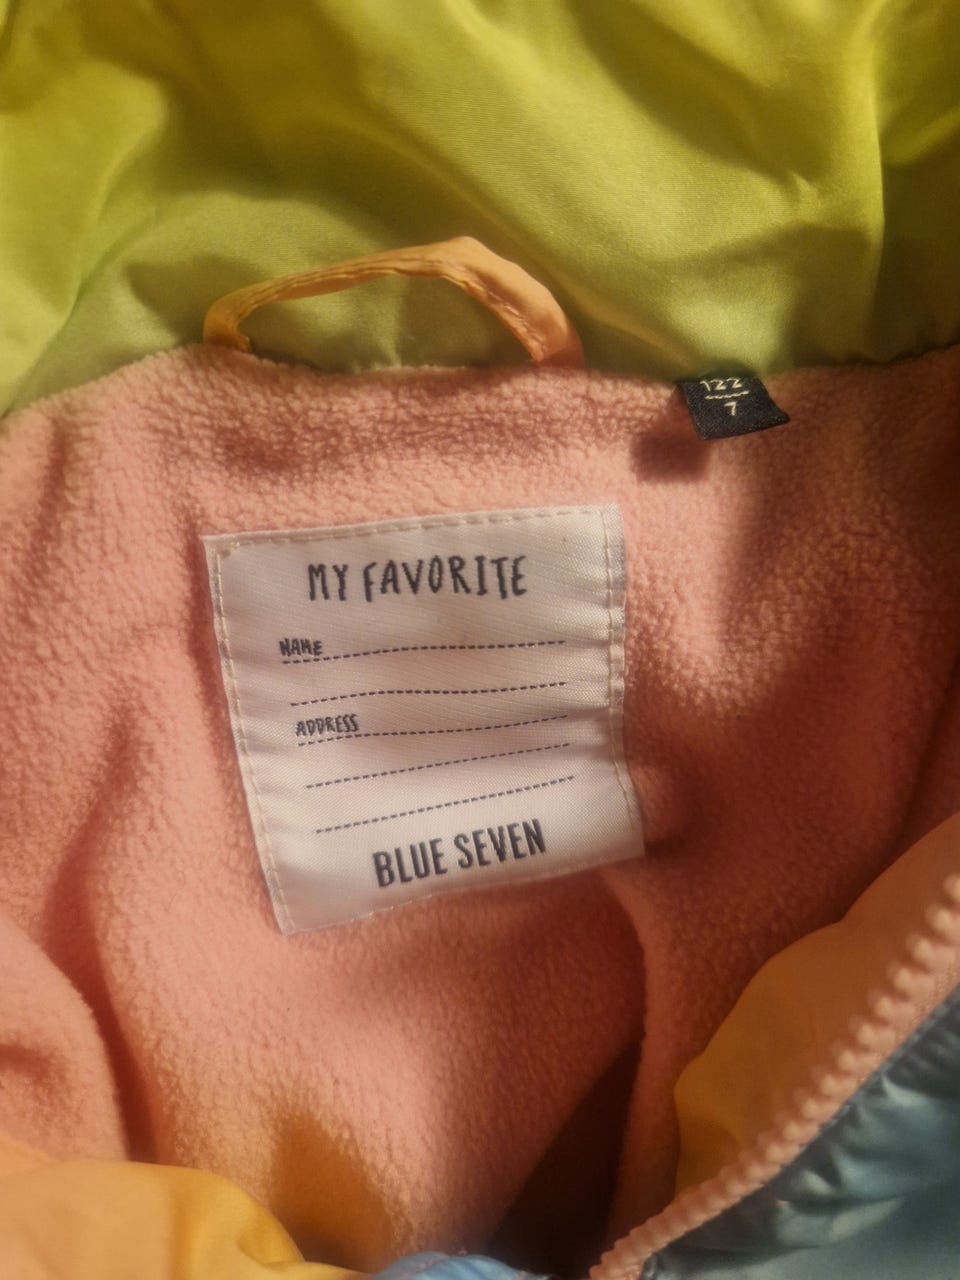 122
7
MY FAVORITE
NAME
ADDRESS
BLUE SEVEN